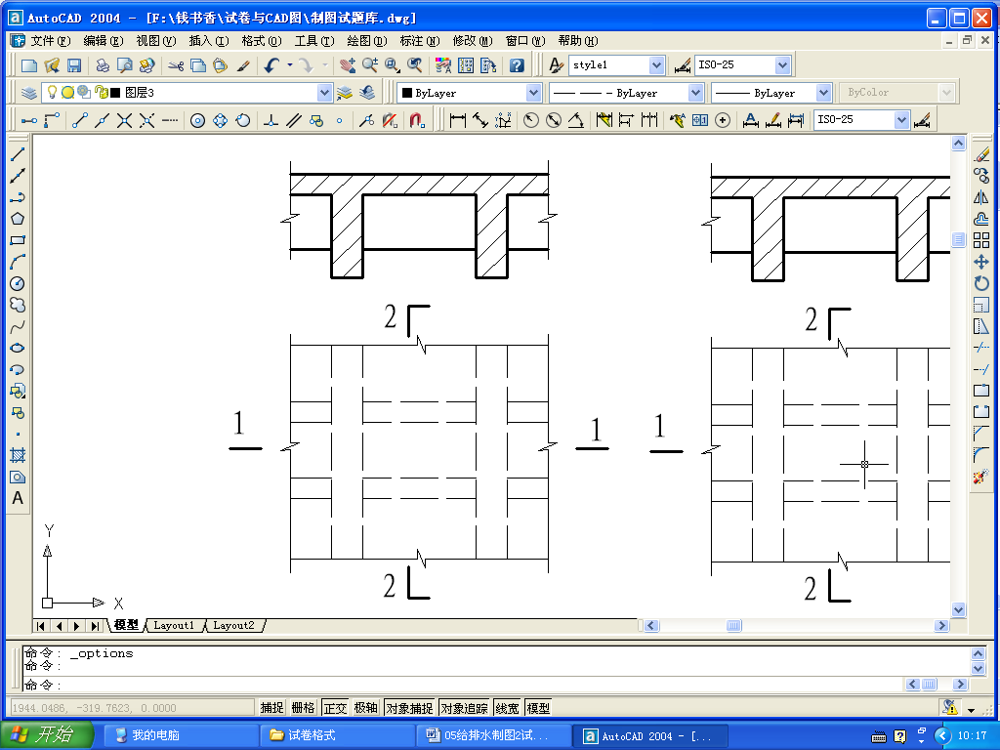 AutoCAD 2004 - [F:\钱书香\试卷与CAD图\制图试题库.dwg]
文件(F) 编辑(E) 视图(V) 插入(I) 格式(O) 工具(T) 绘图(D) 标注(N) 修改(M) 窗口(W) 帮助(H)
style1 ISO-25
图层3 ByLayer ByLayer ByLayer ByColor
ISO-25
2 2
1 1 1
2 2
Y
X
模型 Layout1 Layout2
命令: _options
命令:
命令:
1944.0486, -319.7623, 0.0000 捕捉 栅格 正交 极轴 对象捕捉 对象追踪 线宽 模型
开始 我的电脑 试卷格式 05给排水制图2试... AutoCAD 2004 - [... 10:17